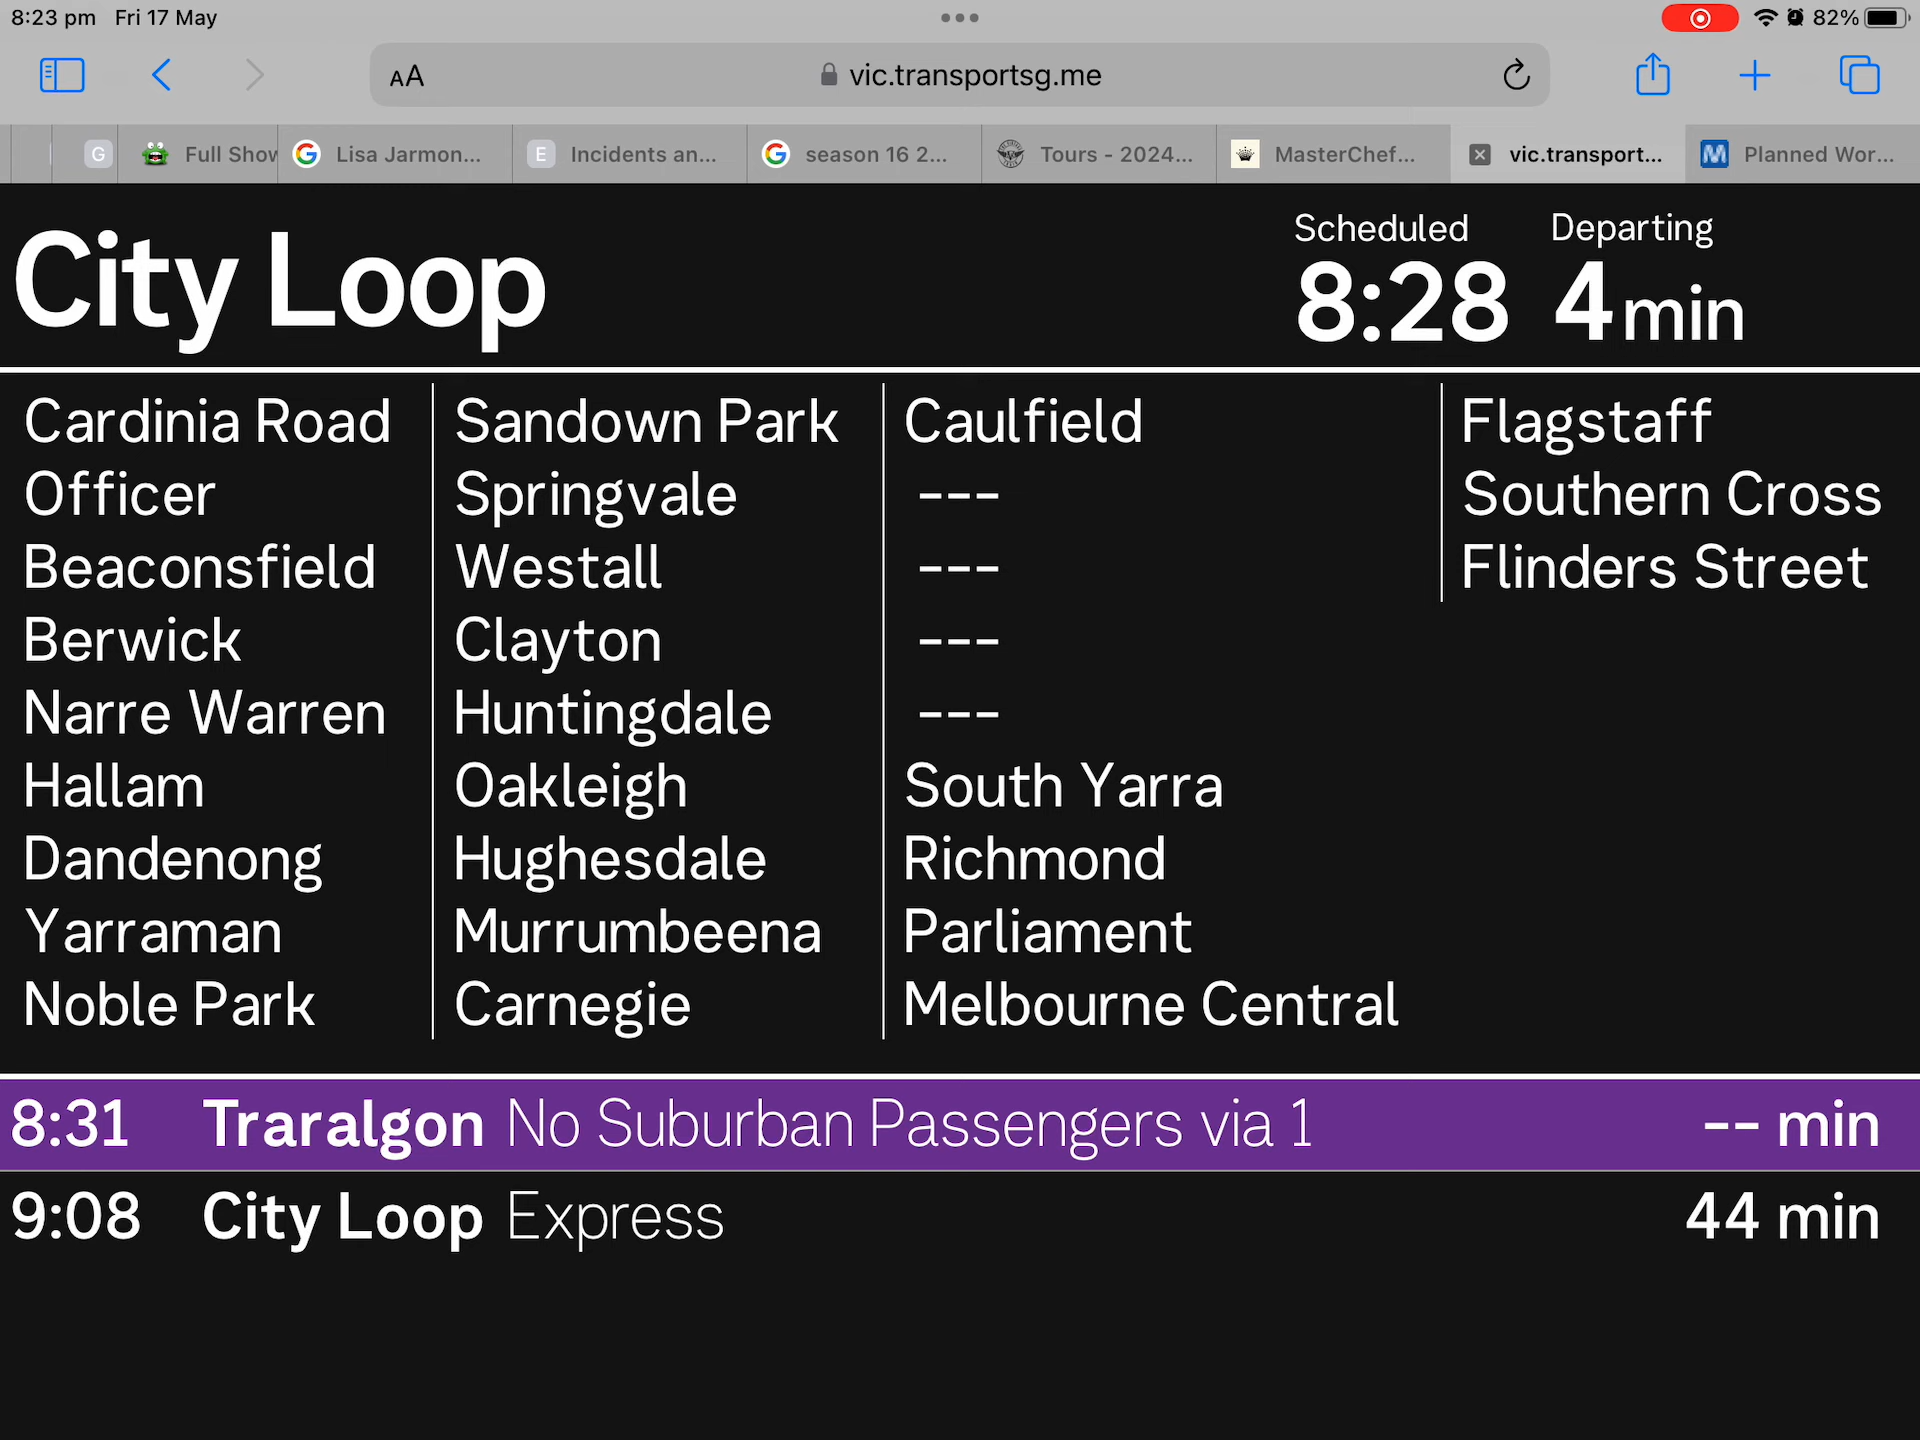 8:23 pm Fri 17 May
82%
AA vic.transportsg.me
G Full Show Lisa Jarmon... E Incidents an... season 16 2... Tours - 2024... MasterChef... vic.transport... M Planned Wor...
City Loop
Scheduled Departing
8:28 4 min
Cardinia Road
Officer
Beaconsfield
Berwick
Narre Warren
Hallam
Dandenong
Yarraman
Noble Park
Sandown Park
Springvale
Westall
Clayton
Huntingdale
Oakleigh
Hughesdale
Murrumbeena
Carnegie
Caulfield
---
---
---
---
South Yarra
Richmond
Parliament
Melbourne Central
Flagstaff
Southern Cross
Flinders Street
8:31 Traralgon No Suburban Passengers via 1 -- min
9:08 City Loop Express 44 min